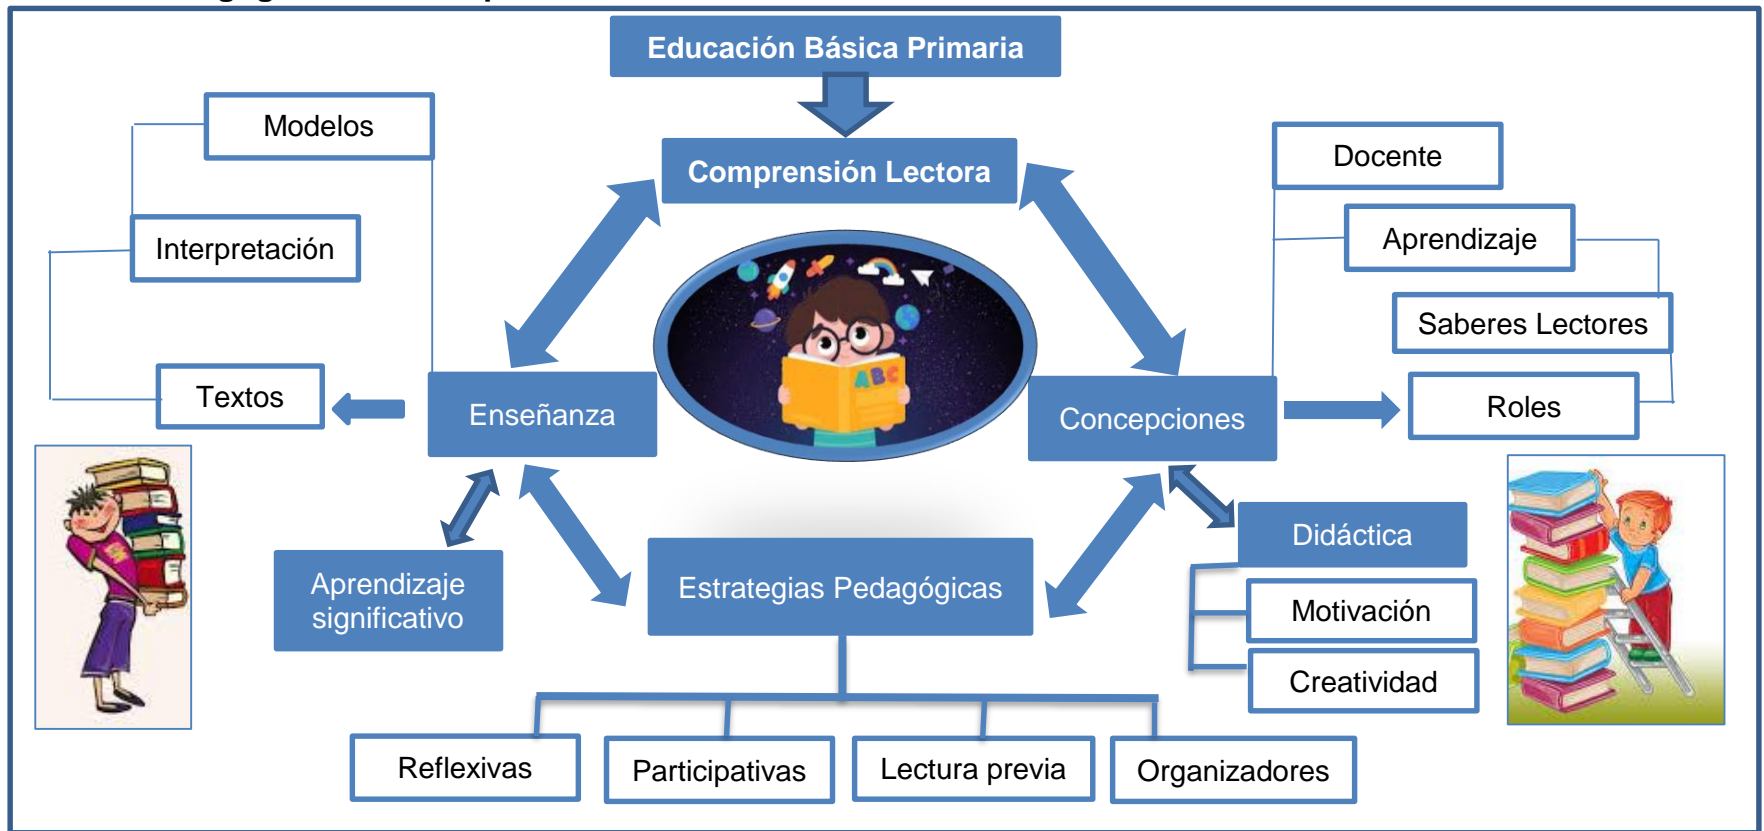 Educación Básica Primaria
Modelos
Comprensión Lectora
Docente
Interpretación
Aprendizaje
Saberes Lectores
Textos
Enseñanza
ABC
Concepciones
Roles
Aprendizaje
significativo
Estrategias Pedagógicas
Didáctica
Motivación
Creatividad
Reflexivas
Participativas
Lectura previa
Organizadores